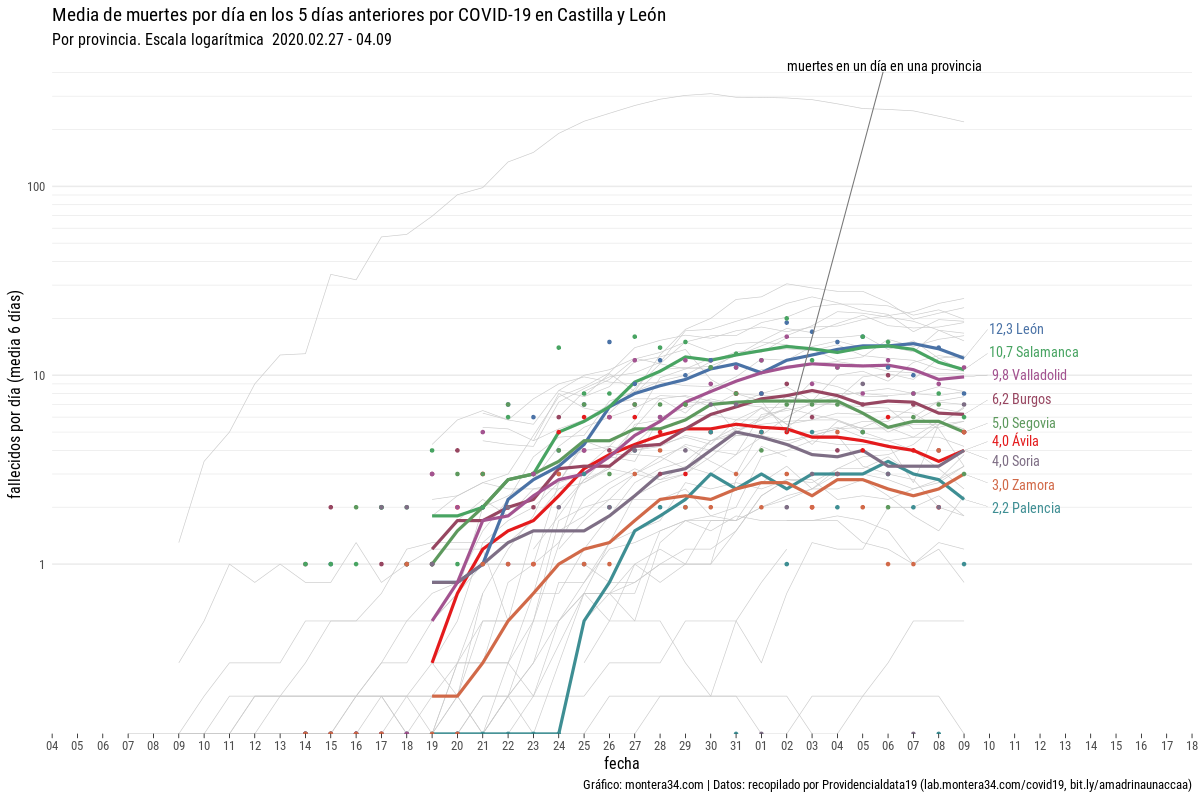 Media de muertes por día en los 5 días anteriores por COVID-19 en Castilla y León
Por provincia. Escala logarítmica 2020.02.27 - 04.09
muertes en un día en una provincia
fallecidos por día (media 6 días)
100
10
1
12,3 León
10,7 Salamanca
9,8 Valladolid
6,2 Burgos
5,0 Segovia
4,0 Ávila
4,0 Soria
3,0 Zamora
2,2 Palencia
04 05 06 07 08 09 10 11 12 13 14 15 16 17 18 19 20 21 22 23 24 25 26 27 28 29 30 31 01 02 03 04 05 06 07 08 09 10 11 12 13 14 15 16 17 18
fecha
Gráfico: montera34.com | Datos: recopilado por Providencialdata19 (lab.montera34.com/covid19, bit.ly/amadrinaunaccaa)